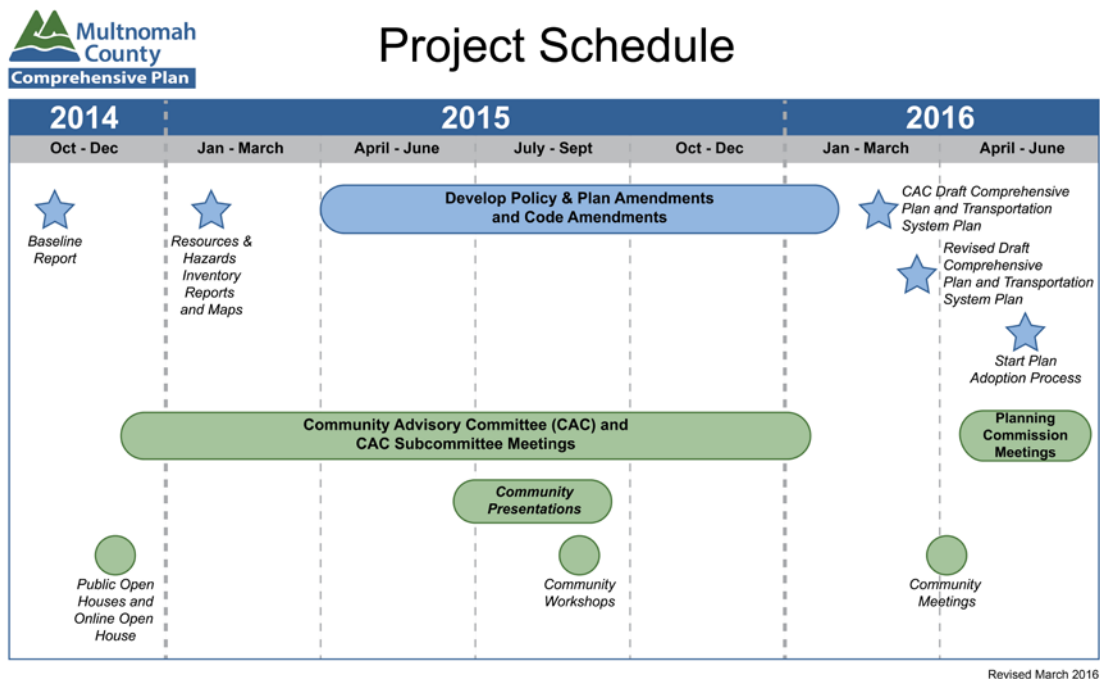 Multnomah
County
Comprehensive Plan
Project Schedule
2014
2015
2016
Oct - Dec
Jan - March
April - June
July - Sept
Oct - Dec
Jan - March
April - June
Baseline
Report
Resources &
Hazards
Inventory
Reports
and Maps
Develop Policy & Plan Amendments
and Code Amendments
CAC Draft Comprehensive
Plan and Transportation
System Plan
Revised Draft
Comprehensive
Plan and Transportation
System Plan
Start Plan
Adoption Process
Community Advisory Committee (CAC) and
CAC Subcommittee Meetings
Planning
Commission
Meetings
Community
Presentations
Public Open
Houses and
Online Open
House
Community
Workshops
Community
Meetings
Revised March 2016